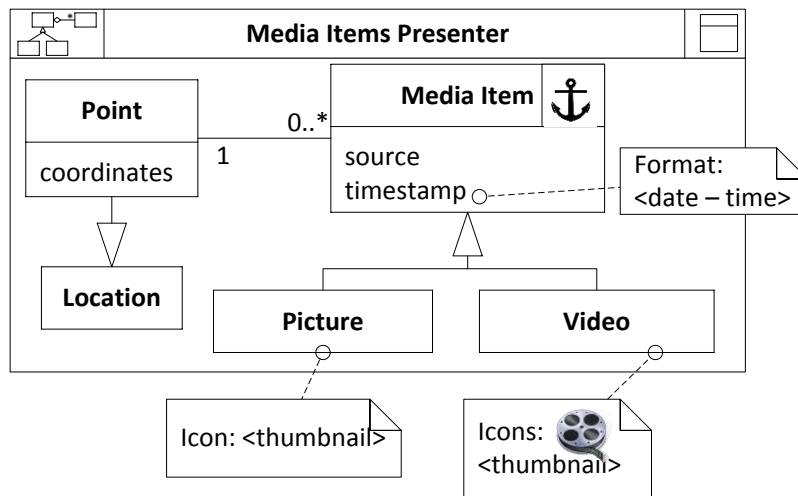 Media Items Presenter
Point
coordinates
1
0..*
Media Item
source
timestamp
Format:
<date – time>
Location
Picture
Video
Icon: <thumbnail>
Icons:
<thumbnail>